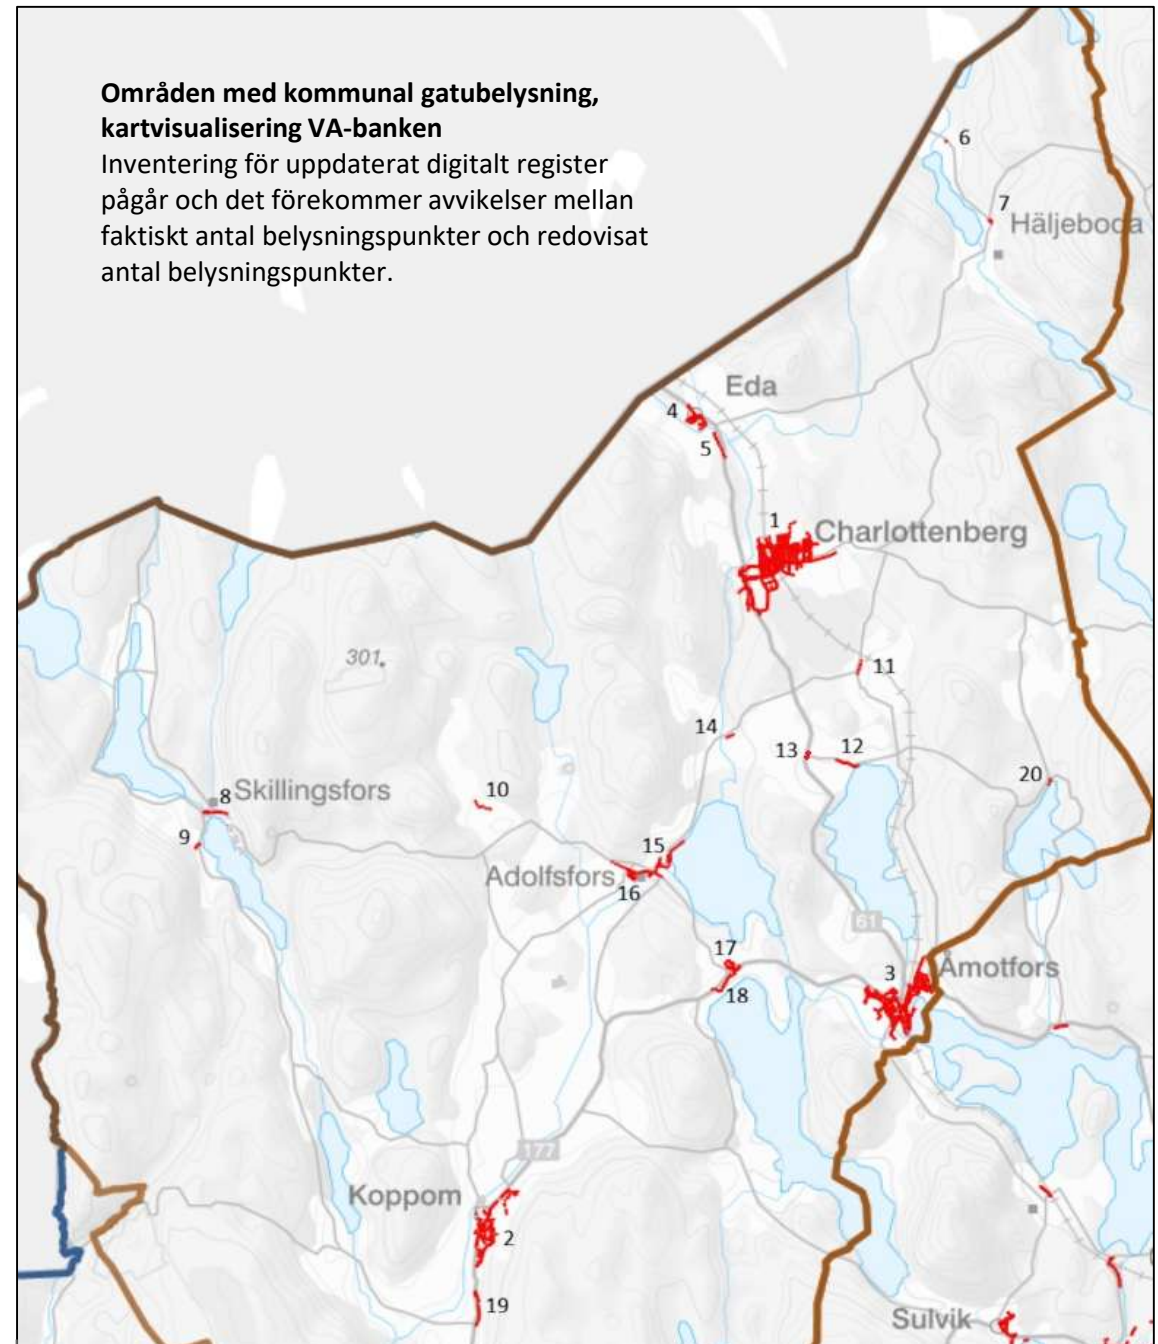 Områden med kommunal gatubelysning,
kartvisualisering VA-banken
Inventering för uppdaterat digitalt register
pågår och det förekommer avvikelser mellan
faktiskt antal belysningspunkter och redovisat
antal belysningspunkter.
6
7
Häljeboda
Eda
4
5
1
Charlottenberg
301
11
14
13
12
20
8
Skillingsfors
10
9
15
Adolfsfors
16
61
17
3
Åmotfors
18
177
Koppom
2
19
Sulvik